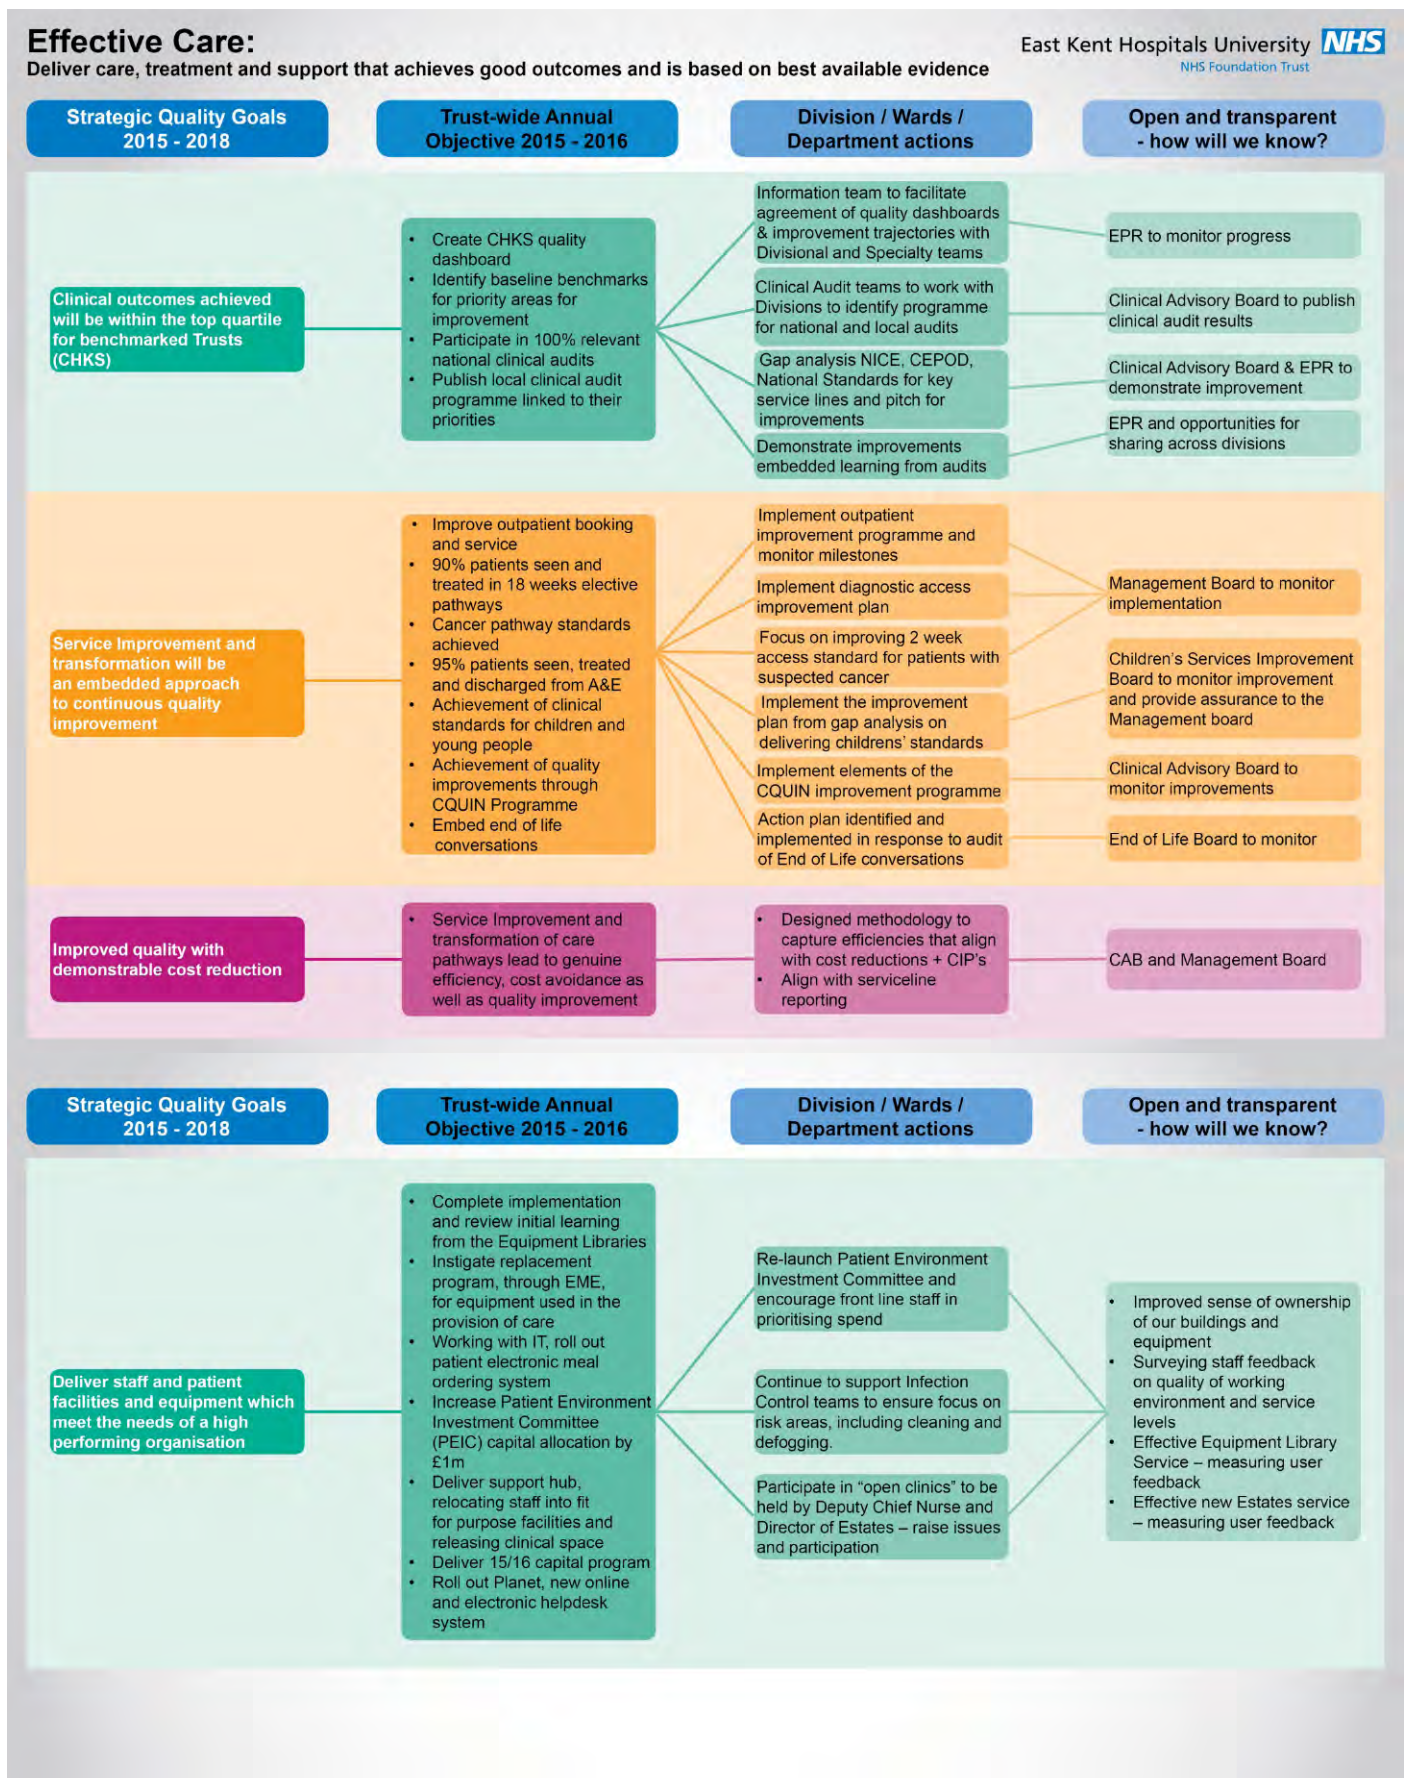 Effective Care:
Deliver care, treatment and support that achieves good outcomes and is based on best available evidence
East Kent Hospitals University NHS
NHS Foundation Trust
Strategic Quality Goals
2015 - 2018
Trust-wide Annual
Objective 2015 - 2016
Division / Wards /
Department actions
Open and transparent
- how will we know?
Clinical outcomes achieved
will be within the top quartile
for benchmarked Trusts
(CHKS)
• Create CHKS quality
dashboard
• Identify baseline benchmarks
for priority areas for
improvement
• Participate in 100% relevant
national clinical audits
• Publish local clinical audit
programme linked to their
priorities
Information team to facilitate
agreement of quality dashboards
& improvement trajectories with
Divisional and Specialty teams
Clinical Audit teams to work with
Divisions to identify programme
for national and local audits
Gap analysis NICE, CEPOD,
National Standards for key
service lines and pitch for
improvements
Demonstrate improvements
embedded learning from audits
EPR to monitor progress
Clinical Advisory Board to publish
clinical audit results
Clinical Advisory Board & EPR to
demonstrate improvement
EPR and opportunities for
sharing across divisions
Service Improvement and
transformation will be
an embedded approach
to continuous quality
improvement
• Improve outpatient booking
and service
• 90% patients seen and
treated in 18 weeks elective
pathways
• Cancer pathway standards
achieved
• 95% patients seen, treated
and discharged from A&E
• Achievement of clinical
standards for children and
young people
• Achievement of quality
improvements through
CQUIN Programme
• Embed end of life
conversations
Implement outpatient
improvement programme and
monitor milestones
Implement diagnostic access
improvement plan
Focus on improving 2 week
access standard for patients with
suspected cancer
Implement the improvement
plan from gap analysis on
delivering childrens' standards
Implement elements of the
CQUIN improvement programme
Action plan identified and
implemented in response to audit
of End of Life conversations
Management Board to monitor
implementation
Children's Services Improvement
Board to monitor improvement
and provide assurance to the
Management board
Clinical Advisory Board to
monitor improvements
End of Life Board to monitor
Improved quality with
demonstrable cost reduction
• Service Improvement and
transformation of care
pathways lead to genuine
efficiency, cost avoidance as
well as quality improvement
• Designed methodology to
capture efficiencies that align
with cost reductions + CIP's
• Align with serviceline
reporting
CAB and Management Board
Strategic Quality Goals
2015 - 2018
Trust-wide Annual
Objective 2015 - 2016
Division / Wards /
Department actions
Open and transparent
- how will we know?
Deliver staff and patient
facilities and equipment which
meet the needs of a high
performing organisation
• Complete implementation
and review initial learning
from the Equipment Libraries
• Instigate replacement
program, through EME,
for equipment used in the
provision of care
• Working with IT, roll out
patient electronic meal
ordering system
• Increase Patient Environment
Investment Committee
(PEIC) capital allocation by
£1m
• Deliver support hub,
relocating staff into fit
for purpose facilities and
releasing clinical space
• Deliver 15/16 capital program
• Roll out Planet, new online
and electronic helpdesk
system
Re-launch Patient Environment
Investment Committee and
encourage front line staff in
prioritising spend
Continue to support Infection
Control teams to ensure focus on
risk areas, including cleaning and
defogging.
Participate in "open clinics" to be
held by Deputy Chief Nurse and
Director of Estates – raise issues
and participation
• Improved sense of ownership
of our buildings and
equipment
• Surveying staff feedback
on quality of working
environment and service
levels
• Effective Equipment Library
Service – measuring user
feedback
• Effective new Estates service
– measuring user feedback